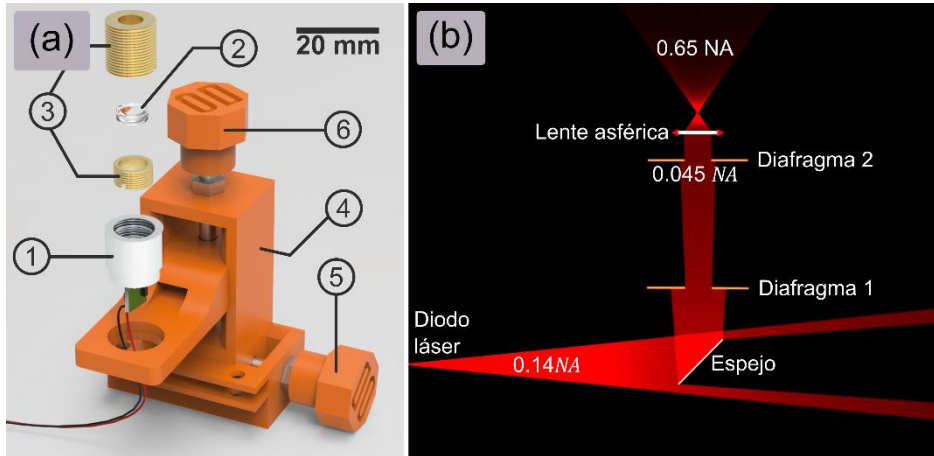 (a)
20 mm
2
3
6
4
1
5
(b)
0.65 NA
Lente asférica
Diafragma 2
0.045 NA
Diafragma 1
Diodo
láser
0.14NA
Espejo